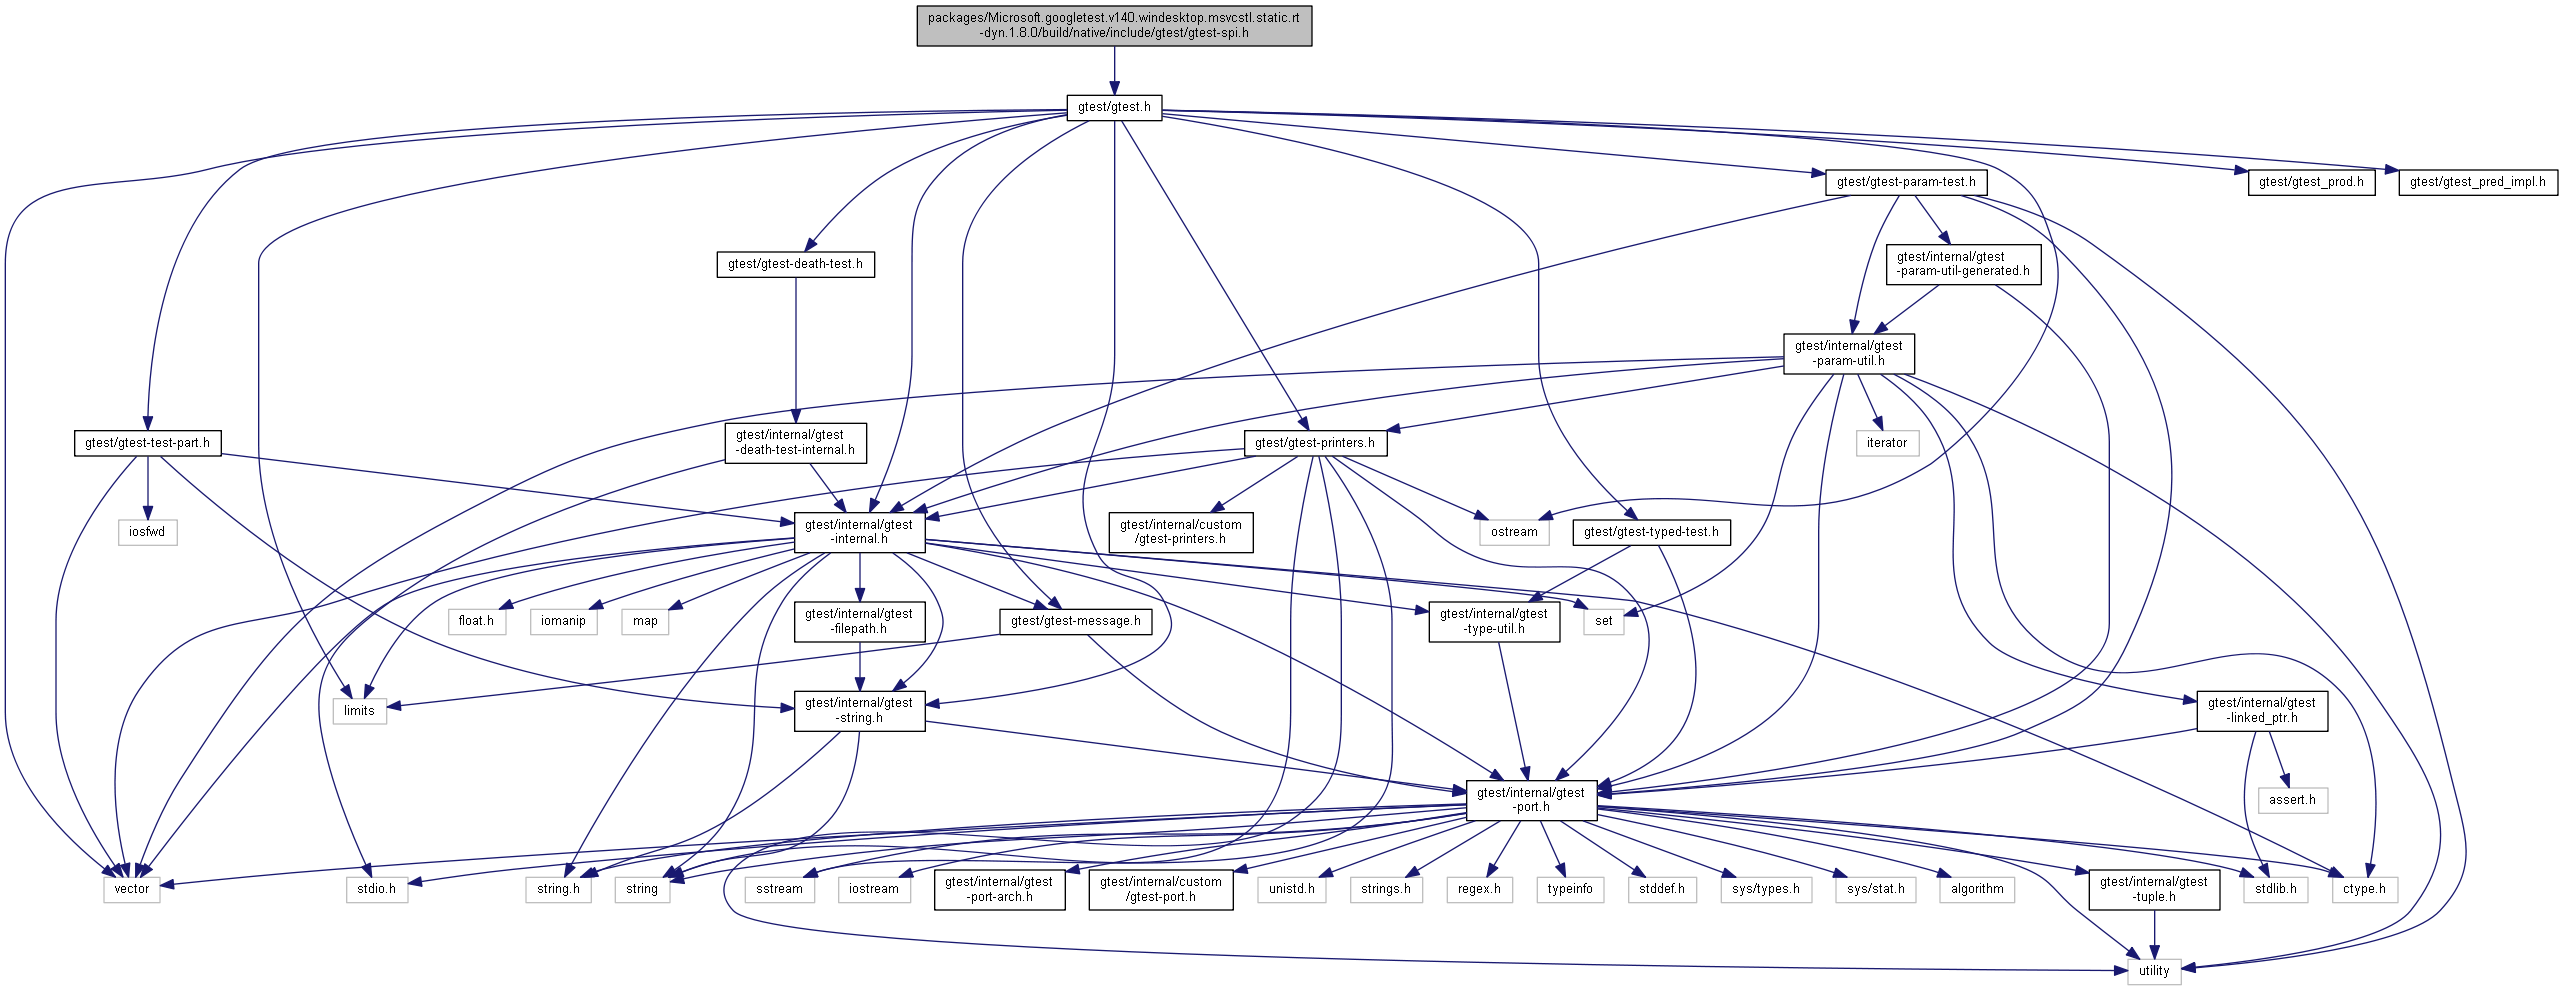 packages/Microsoft.googletest.v140.windesktop.msvcstl.static.rt
-dyn.1.8.0/build/native/include/gtest/gtest-spi.h
gtest/gtest.h
gtest/gtest-param-test.h
gtest/gtest_prod.h
gtest/gtest_pred_impl.h
gtest/gtest-death-test.h
gtest/internal/gtest
-param-util-generated.h
gtest/internal/gtest
-param-util.h
gtest/gtest-test-part.h
gtest/internal/gtest
-death-test-internal.h
gtest/gtest-printers.h
iterator
iosfwd
gtest/internal/gtest
-internal.h
gtest/internal/custom
/gtest-printers.h
ostream
gtest/gtest-typed-test.h
float.h
iomanip
map
gtest/internal/gtest
-filepath.h
gtest/gtest-message.h
gtest/internal/gtest
-type-util.h
set
limits
gtest/internal/gtest
-string.h
gtest/internal/gtest
-linked_ptr.h
gtest/internal/gtest
-port.h
assert.h
vector
stdio.h
string.h
string
sstream
iostream
gtest/internal/gtest
-port-arch.h
gtest/internal/custom
/gtest-port.h
unistd.h
strings.h
regex.h
typeinfo
stddef.h
sys/types.h
sys/stat.h
algorithm
gtest/internal/gtest
-tuple.h
stdlib.h
ctype.h
utility